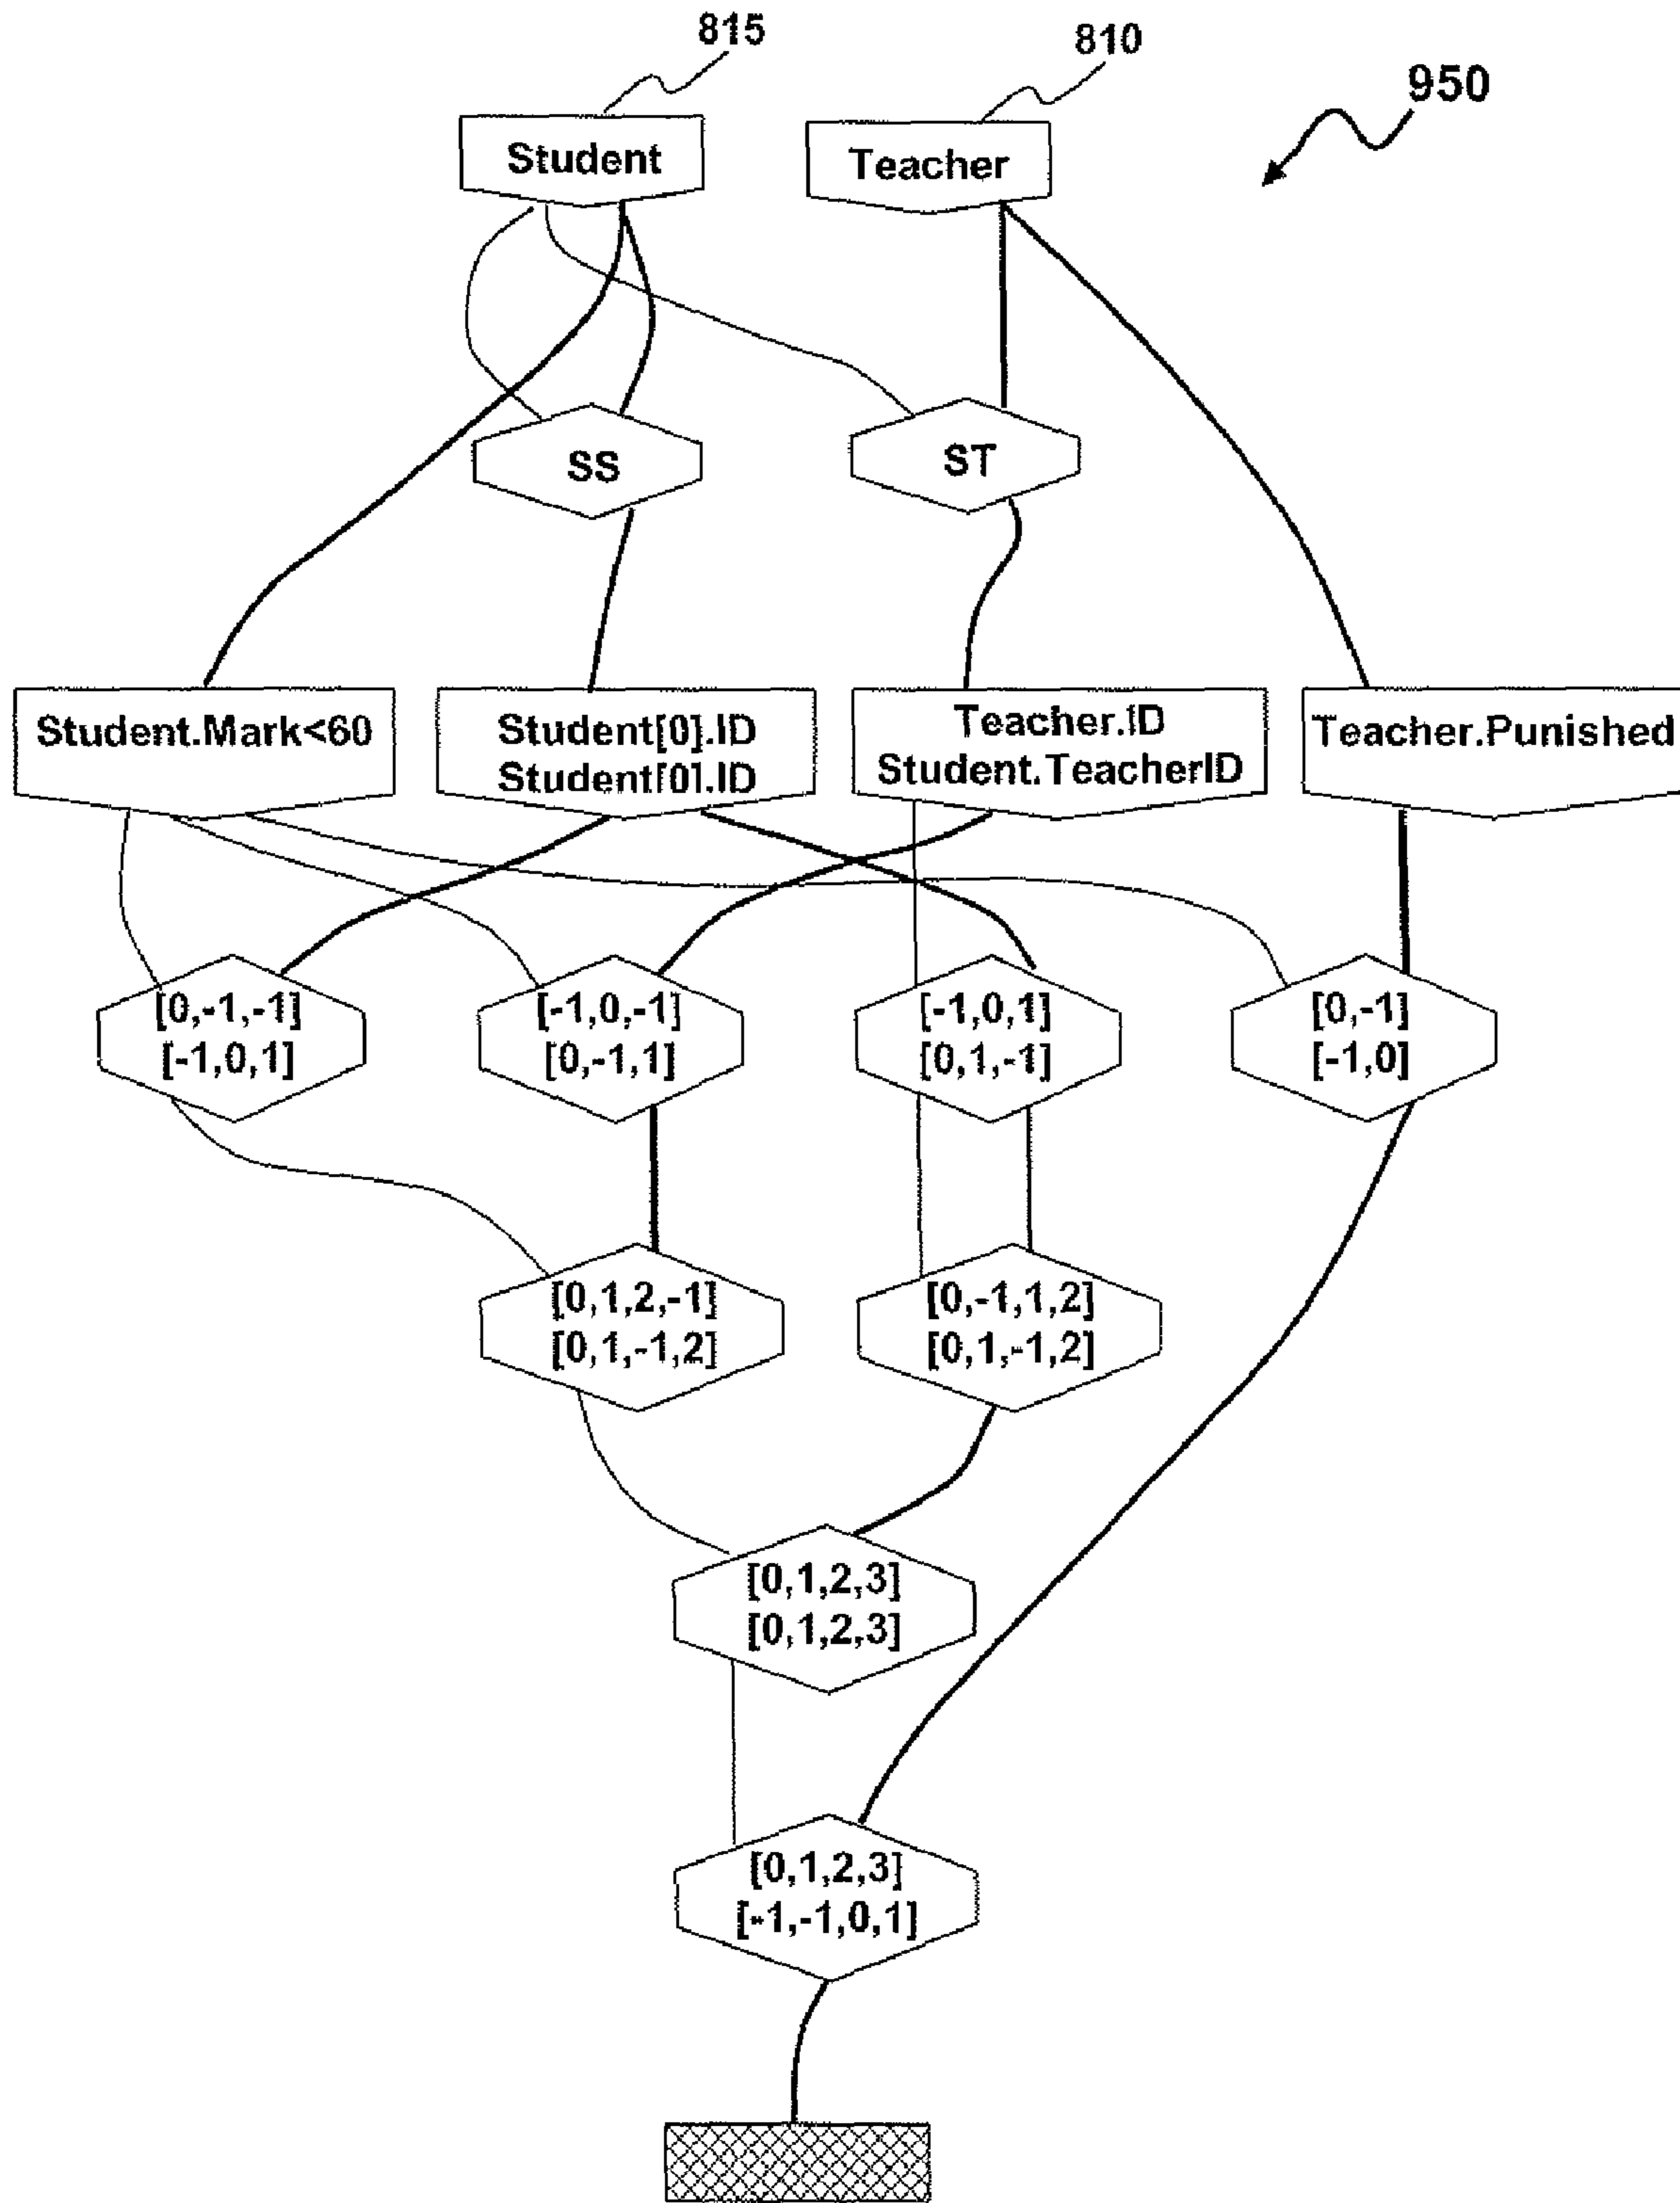 815
810
950
Student
Teacher
SS
ST
Student.Mark<60
Student[0].ID
Student[0].ID
Teacher.ID
Student.TeacherID
Teacher.Punished
[0,-1,-1]
[-1,0,1]
[-1,0,-1]
[0,-1,1]
[-1,0,1]
[0,1,-1]
[0,-1]
[-1,0]
[0,1,2,-1]
[0,1,-1,2]
[0,-1,1,2]
[0,1,-1,2]
[0,1,2,3]
[0,1,2,3]
[0,1,2,3]
[-1,-1,0,1]